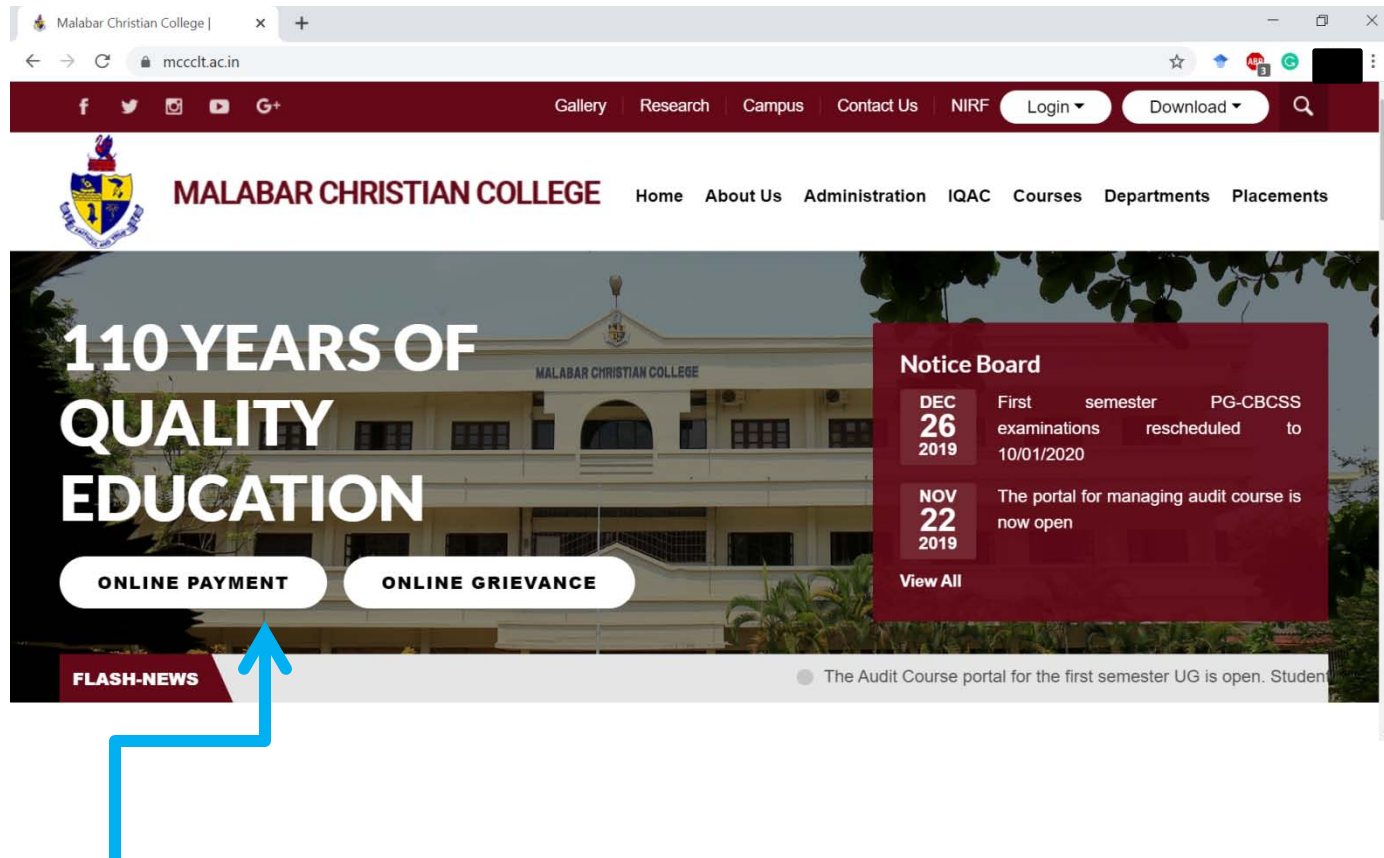 Malabar Christian College |
mccclt.ac.in
ABP
3
G
f G+ Gallery Research Campus Contact Us NIRF Login Download
MALABAR CHRISTIAN COLLEGE Home About Us Administration IQAC Courses Departments Placements
110 YEARS OF
QUALITY
EDUCATION
MALABAR CHRISTIAN COLLEGE
ONLINE PAYMENT ONLINE GRIEVANCE
Notice Board
DEC
26
2019
First semester PG-CBCSS
examinations rescheduled to
10/01/2020
NOV
22
2019
The portal for managing audit course is
now open
View All
FLASH-NEWS The Audit Course portal for the first semester UG is open. Student